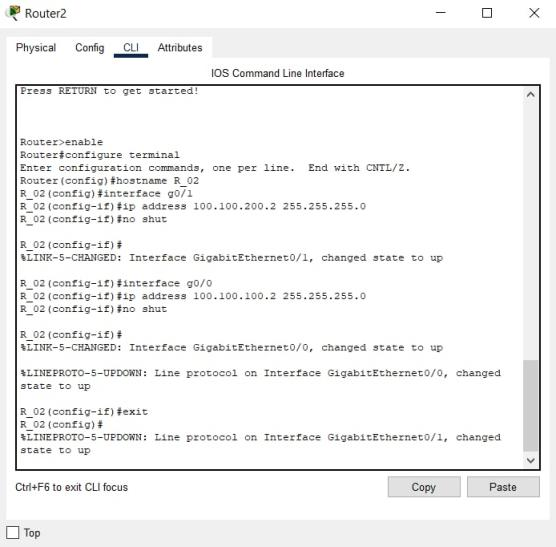 Router2
Physical Config CLI Attributes
IOS Command Line Interface
Press RETURN to get started!
Router>enable
Router#configure terminal
Enter configuration commands, one per line.  End with CNTL/Z.
Router(config)#hostname R_02
R_02(config)#interface g0/1
R_02(config-if)#ip address 100.100.200.2 255.255.255.0
R_02(config-if)#no shut
R_02(config-if)#
%LINK-5-CHANGED: Interface GigabitEthernet0/1, changed state to up
R_02(config-if)#interface g0/0
R_02(config-if)#ip address 100.100.100.2 255.255.255.0
R_02(config-if)#no shut
R_02(config-if)#
%LINK-5-CHANGED: Interface GigabitEthernet0/0, changed state to up
%LINEPROTO-5-UPDOWN: Line protocol on Interface GigabitEthernet0/0, changed
state to up
R_02(config-if)#exit
R_02(config)#
%LINEPROTO-5-UPDOWN: Line protocol on Interface GigabitEthernet0/1, changed
state to up
Ctrl+F6 to exit CLI focus
Copy Paste
Top